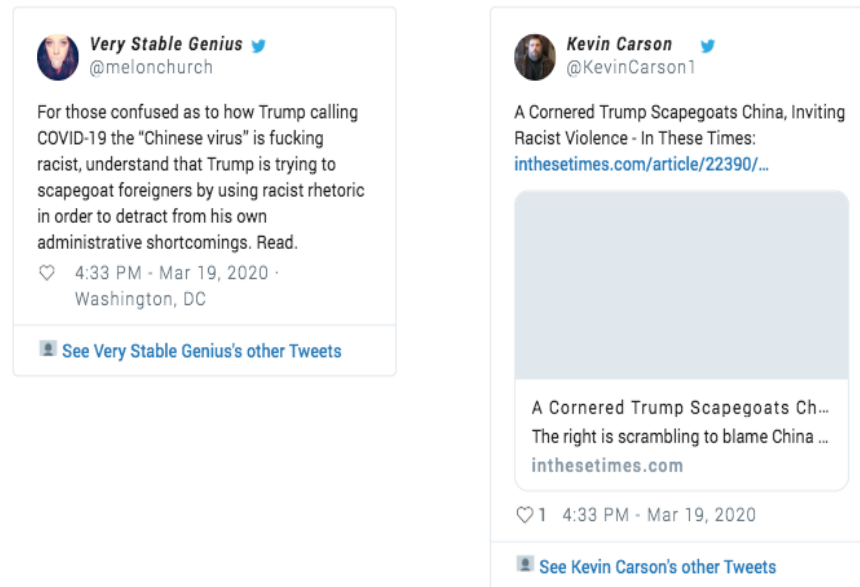 Very Stable Genius
@melonchurch
For those confused as to how Trump calling
COVID-19 the “Chinese virus” is fucking
racist, understand that Trump is trying to
scapegoat foreigners by using racist rhetoric
in order to detract from his own
administrative shortcomings. Read.
4:33 PM - Mar 19, 2020 ·
Washington, DC
See Very Stable Genius's other Tweets
Kevin Carson
@KevinCarson1
A Cornered Trump Scapegoats China, Inviting
Racist Violence - In These Times:
inthesetimes.com/article/22390/...
A Cornered Trump Scapegoats Ch...
The right is scrambling to blame China ...
inthesetimes.com
1 4:33 PM - Mar 19, 2020
See Kevin Carson's other Tweets